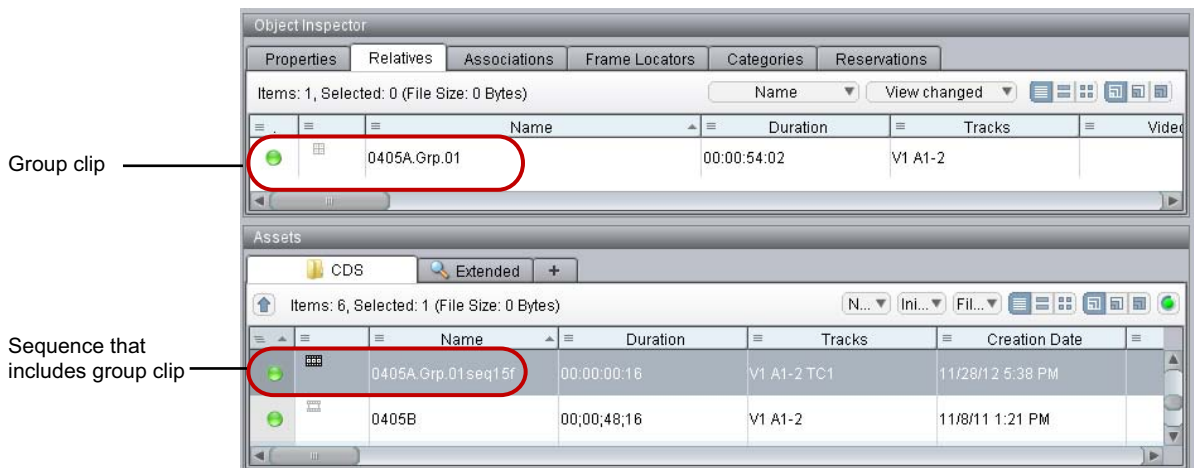 Object Inspector
Properties Relatives Associations Frame Locators Categories Reservations
Items: 1, Selected: 0 (File Size: 0 Bytes) Name View changed
. Name Duration Tracks Video
Group clip
0405A.Grp.01 00:00:54:02 V1 A1-2
Assets
CDS Extended +
Items: 6, Selected: 1 (File Size: 0 Bytes) N... Ini... Fil...
Name Duration Tracks Creation Date
Sequence that
includes group clip
0405A.Grp.01seq15f 00:00:00:16 V1 A1-2 TC1 11/28/12 5:38 PM
0405B 00;00;48;16 V1 A1-2 11/8/11 1:21 PM